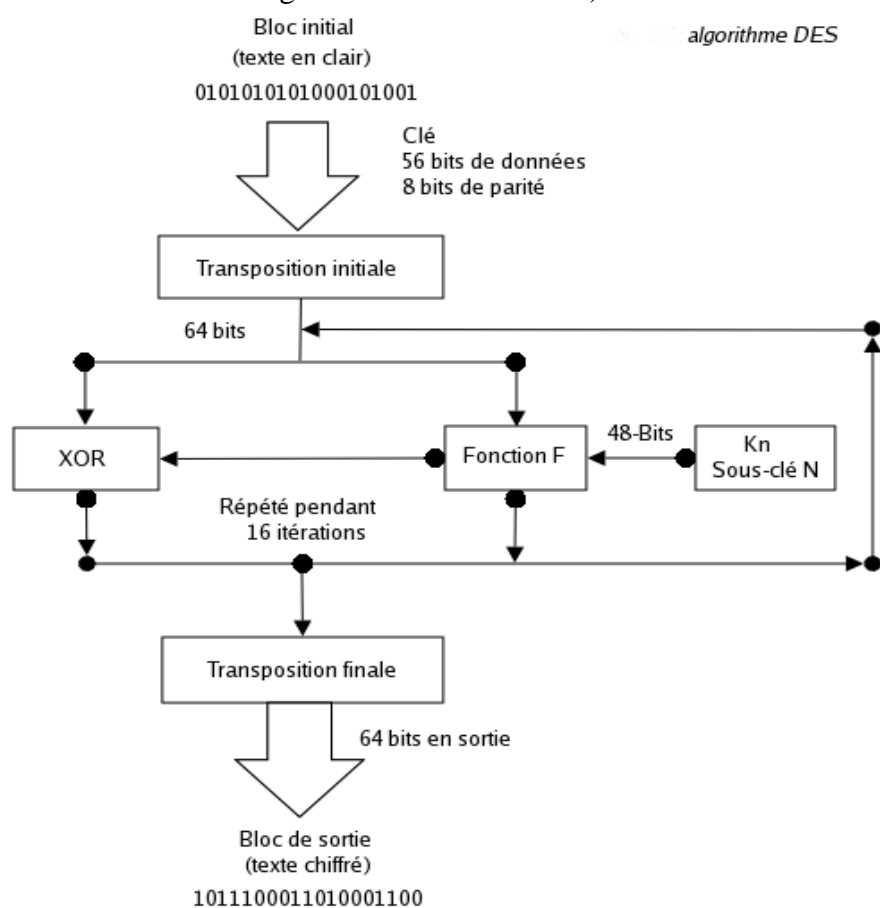 Bloc initial
(texte en clair)
algorithme DES
0101010101000101001
Clé
56 bits de données
8 bits de parité
Transposition initiale
64 bits
XOR
Fonction F
48-Bits
Kn
Sous-clé N
Répété pendant
16 itérations
Transposition finale
64 bits en sortie
Bloc de sortie
(texte chiffré)
1011100011010001100